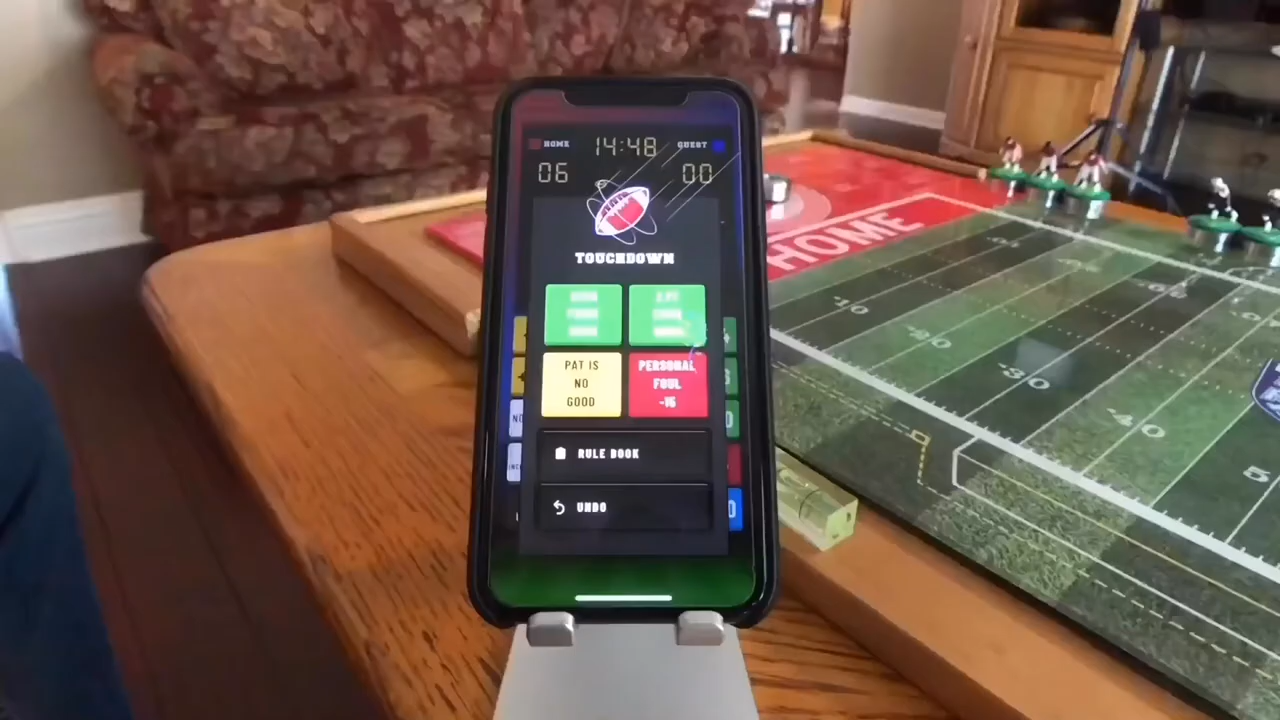 HOME 14:48 GUEST
06 00
TOUCHDOWN
PAT IS
NO
GOOD
PERSONAL
FOUL
-15
RULE BOOK
UNDO
HOME
-10
-20
-30
-40
5